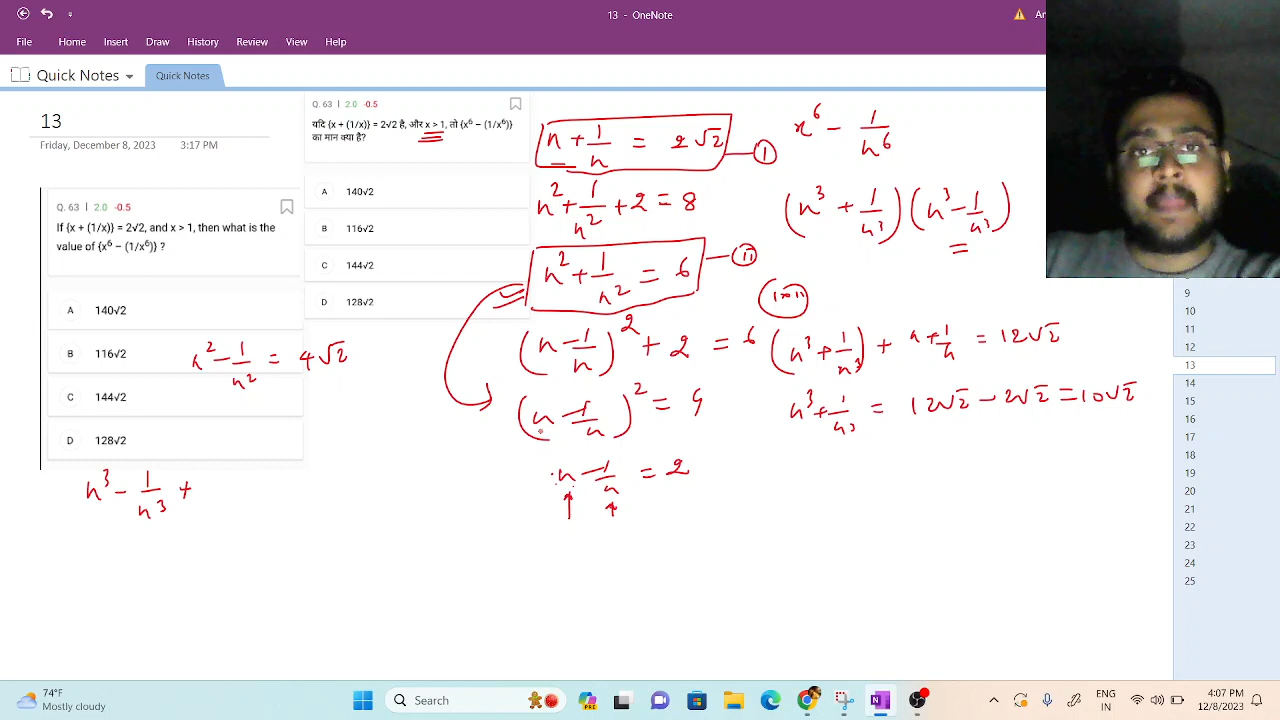 13 - OneNote
File Home Insert Draw History Review View Help
Quick Notes
Quick Notes
13
Friday, December 8, 2023 3:17 PM
Q. 63 | 2.0 -0.5
If {x + (1/x)} = 2√2, and x > 1, then what is the
value of {x⁶ − (1/x⁶)} ?
A 140√2
B 116√2
C 144√2
D 128√2
Q. 63 | 2.0 -0.5
यदि {x + (1/x)} = 2√2 है, और x > 1, तो {x⁶ − (1/x⁶)}
का मान क्या है?
A 140√2
B 116√2
C 144√2
D 128√2
x² − 1/x² = 4√2
x³ − 1/x³ +
x + 1/x = 2√2 — ①
x² + 1/x² + 2 = 8
x² + 1/x² = 6 — ⑪
(x − 1/x)² + 2 = 6
(x − 1/x)² =
x − 1/x = 2
x⁶ − 1/x⁶
(x³ + 1/x³)(x³ − 1/x³)
=
(x³ + 1/x³) + x + 1/x = 12√2
x³ + 1/x³ = 12√2 − 2√2 = 10√2
9
10
11
12
13
14
15
16
17
18
19
20
21
22
23
24
25
74°F
Mostly cloudy
Search
ENG
IN
4:07 PM
12/8/2023